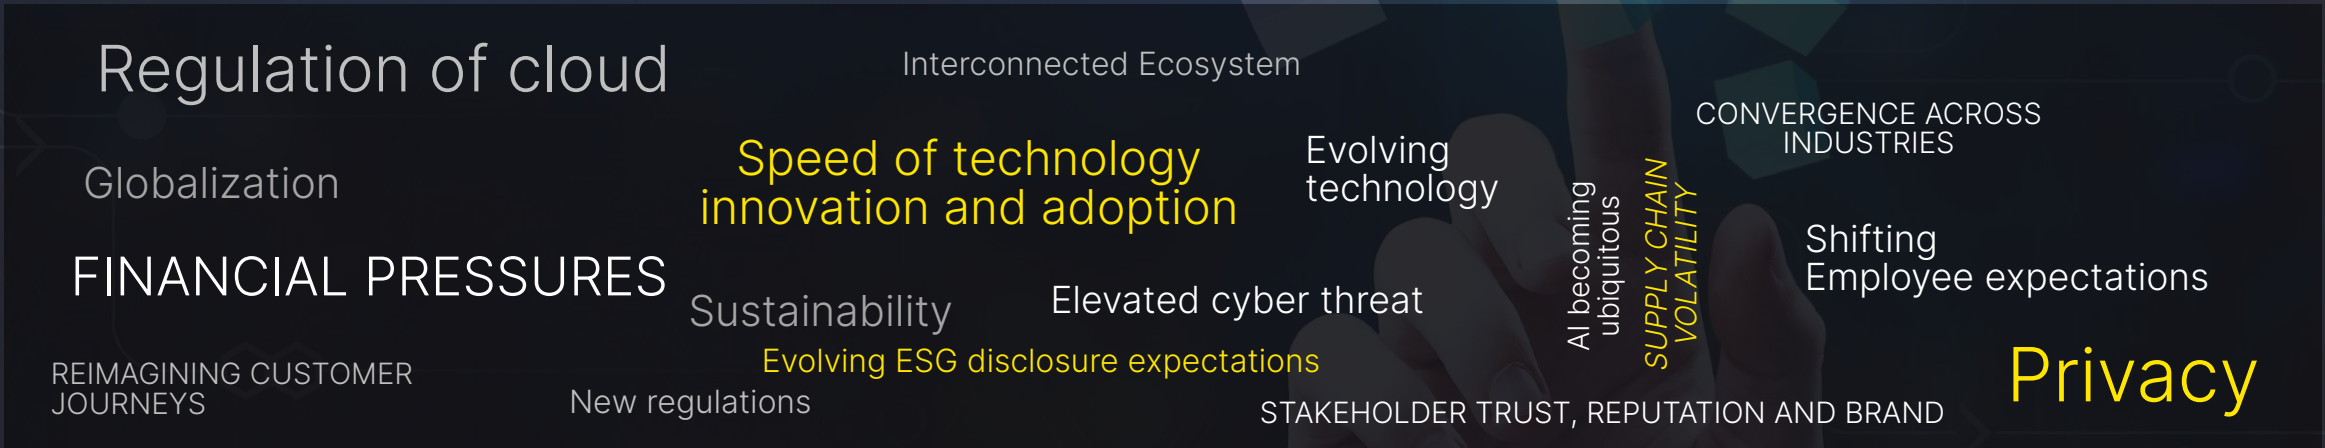 Regulation of cloud
Interconnected Ecosystem
CONVERGENCE ACROSS
INDUSTRIES
Speed of technology
innovation and adoption
Evolving
technology
Globalization
AI becoming
ubiquitous
SUPPLY CHAIN
VOLATILITY
Shifting
Employee expectations
FINANCIAL PRESSURES
Sustainability
Elevated cyber threat
Evolving ESG disclosure expectations
REIMAGINING CUSTOMER
JOURNEYS
New regulations
STAKEHOLDER TRUST, REPUTATION AND BRAND
Privacy